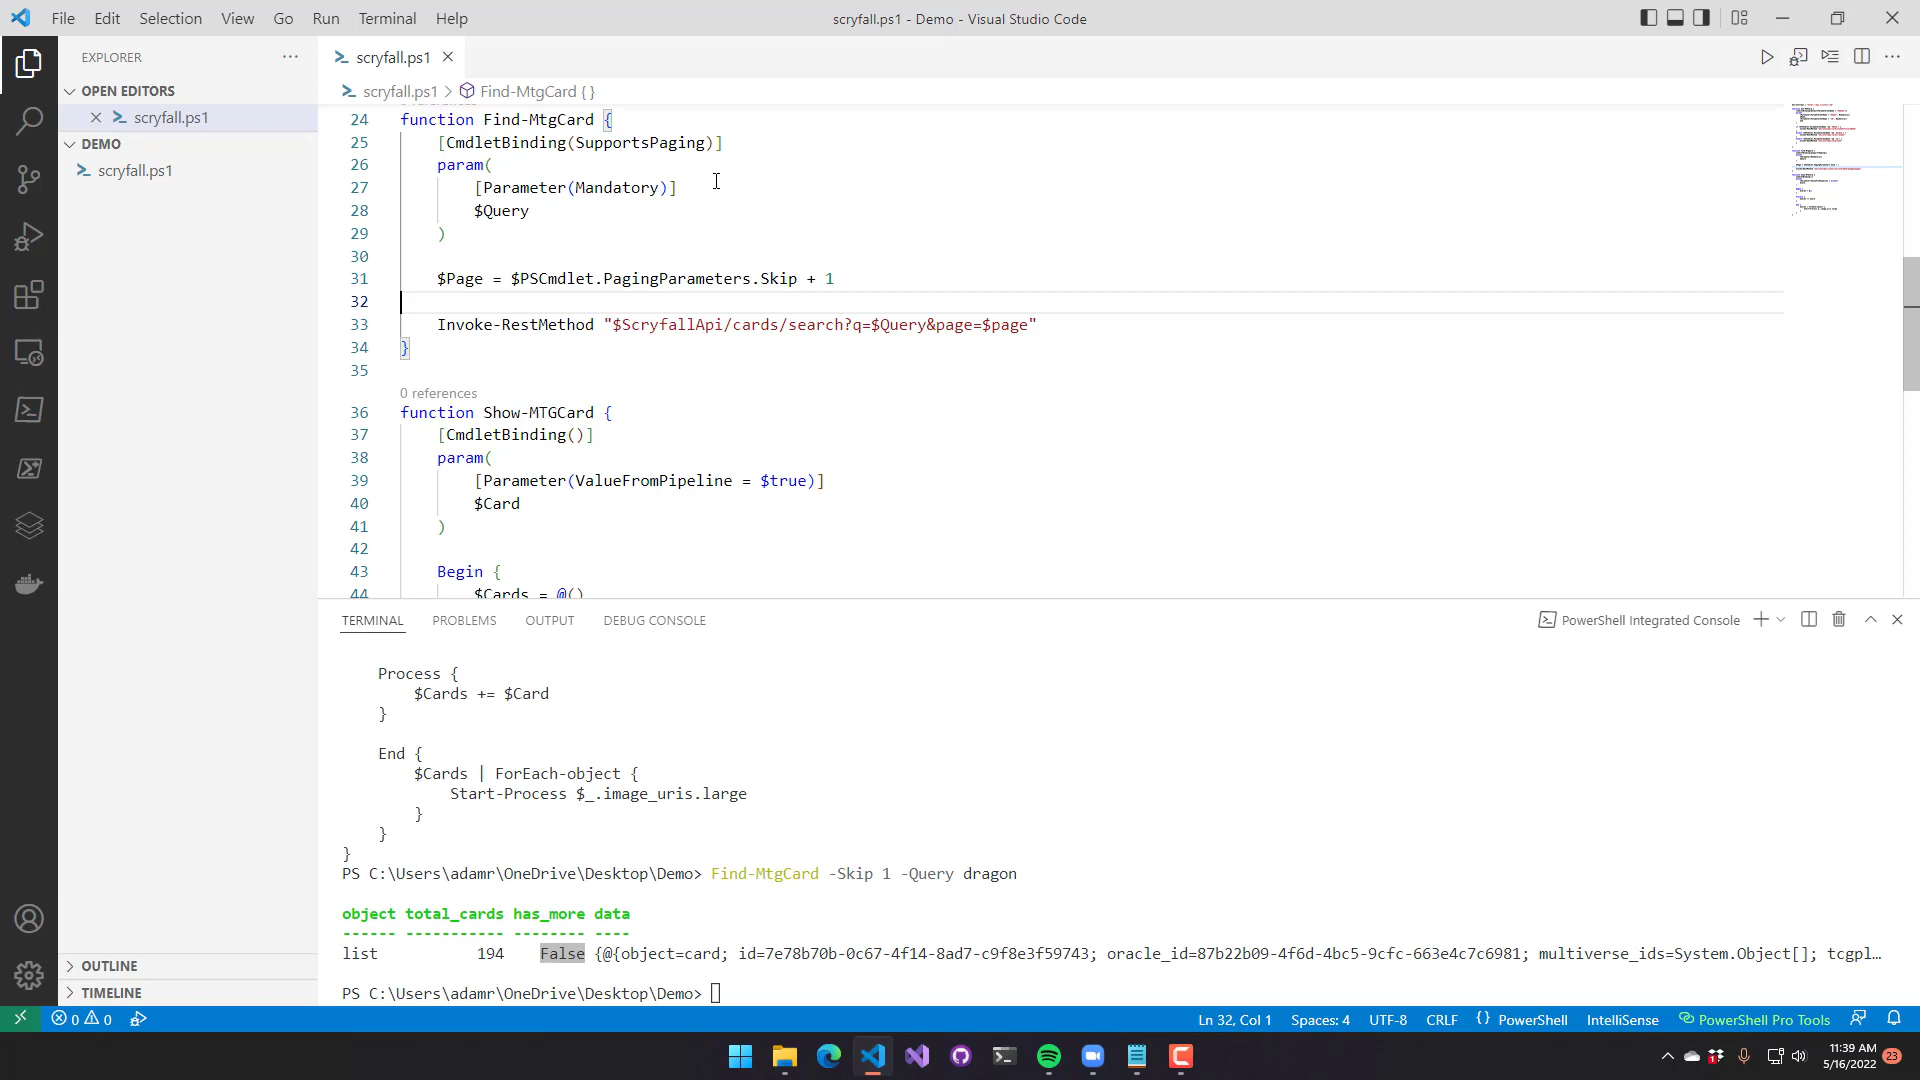 File Edit Selection View Go Run Terminal Help
scryfall.ps1 - Demo - Visual Studio Code
EXPLORER
OPEN EDITORS
scryfall.ps1
DEMO
scryfall.ps1
OUTLINE
TIMELINE
scryfall.ps1
scryfall.ps1 > Find-MtgCard { }
24 function Find-MtgCard {
25 [CmdletBinding(SupportsPaging)]
26 param(
27 [Parameter(Mandatory)]
28 $Query
29 )
30
31 $Page = $PSCmdlet.PagingParameters.Skip + 1
32
33 Invoke-RestMethod "$ScryfallApi/cards/search?q=$Query&page=$page"
34 }
35
0 references
36 function Show-MTGCard {
37 [CmdletBinding()]
38 param(
39 [Parameter(ValueFromPipeline = $true)]
40 $Card
41 )
42
43 Begin {
44 $Cards = @()
TERMINAL PROBLEMS OUTPUT DEBUG CONSOLE
PowerShell Integrated Console
Process {
$Cards += $Card
}
End {
$Cards | ForEach-object {
Start-Process $_.image_uris.large
}
}
}
PS C:\Users\adamr\OneDrive\Desktop\Demo> Find-MtgCard -Skip 1 -Query dragon
object total_cards has_more data
------ ----------- -------- ----
list 194 False {@{object=card; id=7e78b70b-0c67-4f14-8ad7-c9f8e3f59743; oracle_id=87b22b09-4f6d-4bc5-9cfc-663e4c7c6981; multiverse_ids=System.Object[]; tcgpl…
PS C:\Users\adamr\OneDrive\Desktop\Demo>
0 0
Ln 32, Col 1 Spaces: 4 UTF-8 CRLF { } PowerShell IntelliSense PowerShell Pro Tools
11:39 AM
5/16/2022
23